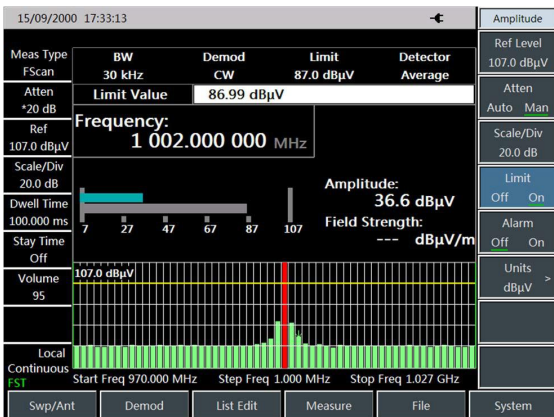 15/09/2000 17:33:13
Amplitude
Meas Type
FScan
Atten
*20 dB
Ref
107.0 dBµV
Scale/Div
20.0 dB
Dwell Time
100.000 ms
Stay Time
Off
Volume
95
Local
Continuous
FST
BW Demod Limit Detector
30 kHz CW 87.0 dBµV Average
Limit Value 86.99 dBµV
Frequency:
1 002.000 000 MHz
Amplitude:
36.6 dBµV
Field Strength:
--- dBµV/m
7 27 47 67 87 107
107.0 dBµV
Start Freq 970.000 MHz Step Freq 1.000 MHz Stop Freq 1.027 GHz
Ref Level
107.0 dBµV
Atten
Auto Man
Scale/Div
20.0 dB
Limit
Off On
Alarm
Off On
Units
dBµV >
Swp/Ant Demod List Edit Measure File System